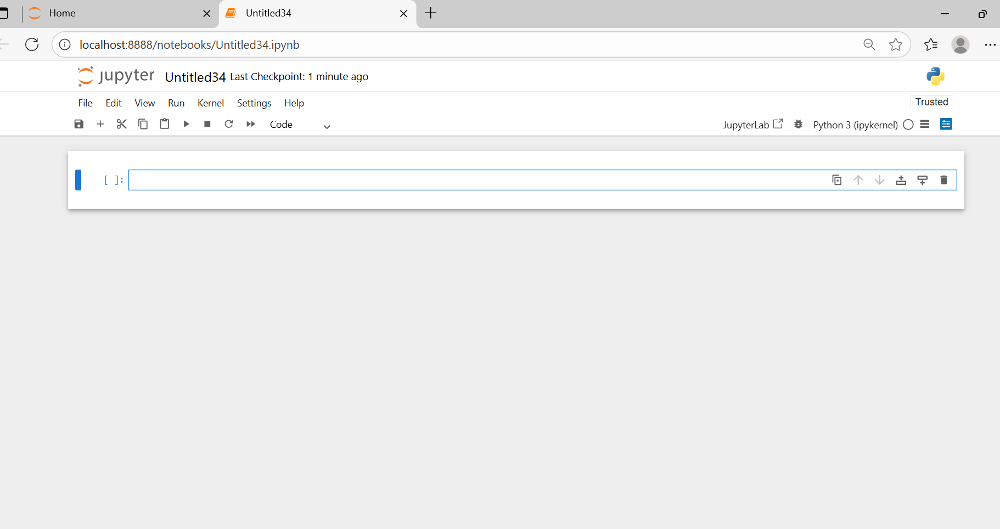 Home
Untitled34
localhost:8888/notebooks/Untitled34.ipynb
jupyter Untitled34 Last Checkpoint: 1 minute ago
File Edit View Run Kernel Settings Help
Trusted
Code
JupyterLab Python 3 (ipykernel)
[ ]: